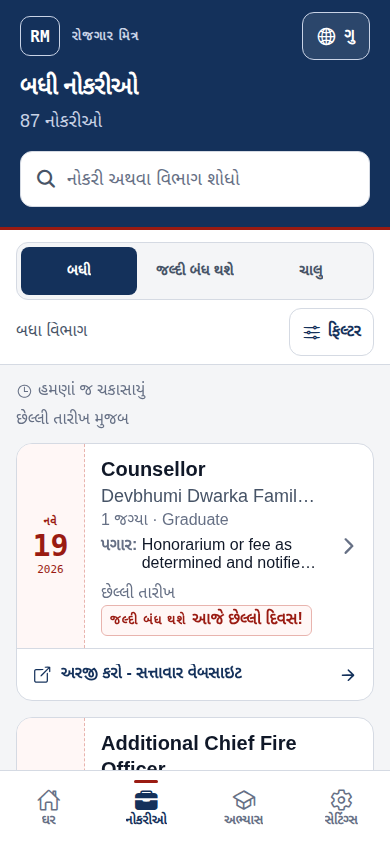 RM
રોજગાર મિત્ર
ગુ
બધી નોકરીઓ
87 નોકરીઓ
નોકરી અથવા વિભાગ શોધો
બધી
જલ્દી બંધ થશે
ચાલુ
બધા વિભાગ
ફિલ્ટર
હમણાં જ ચકાસાયું
છેલ્લી તારીખ મુજબ
નવે
19
2026
Counsellor
Devbhumi Dwarka Famil…
1 જગ્યા · Graduate
પગાર: Honorarium or fee as
determined and notifie…
છેલ્લી તારીખ
જલ્દી બંધ થશે આજે છેલ્લો દિવસ!
અરજી કરો - સત્તાવાર વેબસાઇટ
Additional Chief Fire
Officer
ઘર
નોકરીઓ
અભ્યાસ
સેટિંગ્સ